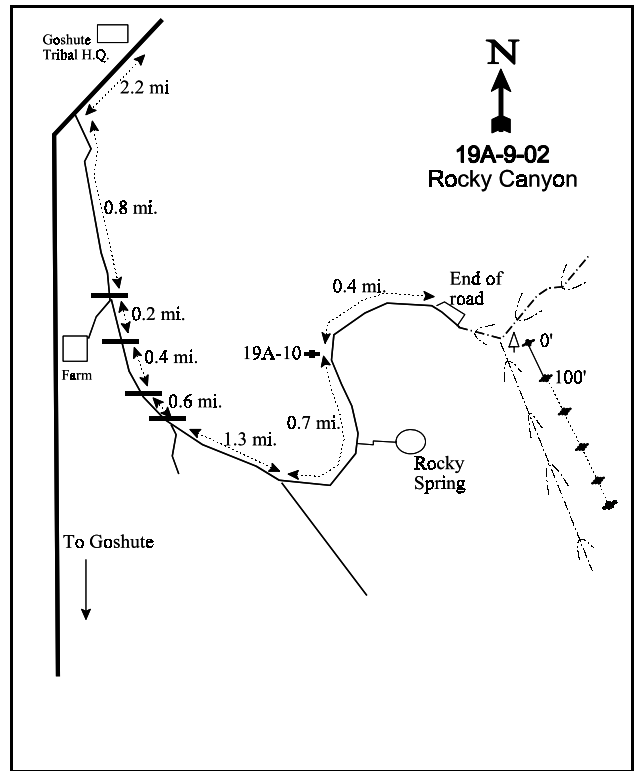 Goshute
Tribal H.Q.
2.2 mi
N
19A-9-02
Rocky Canyon
0.8 mi.
0.4 mi.
End of
road
0.2 mi.
0'
19A-10
0.4 mi.
Farm
100'
0.6 mi.
0.7 mi.
1.3 mi.
Rocky
Spring
To Goshute